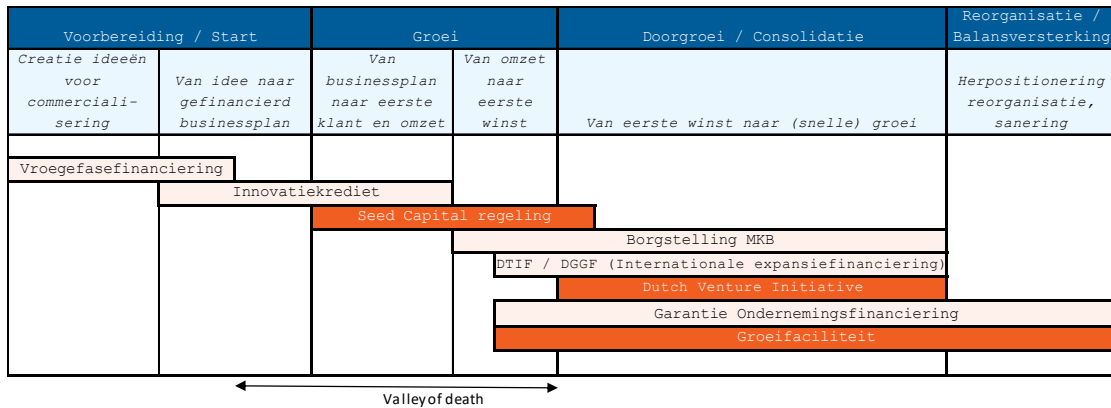 Voorbereiding / Start
Groei
Doorgroei / Consolidatie
Reorganisatie /
Balansversterking
Creatie ideeën
voor
commerciali-
sering
Van idee naar
gefinancierd
businessplan
Van
businessplan
naar eerste
klant en omzet
Van omzet
naar
eerste
winst
Van eerste winst naar (snelle) groei
Herpositionering
reorganisatie,
sanering
Vroegefasefinanciering
Innovatiekrediet
Seed Capital regeling
Borgstelling MKB
DTIF / DGGF (Internationale expansiefinanciering)
Dutch Venture Initiative
Garantie Ondernemingsfinanciering
Groeifaciliteit
Valley of death